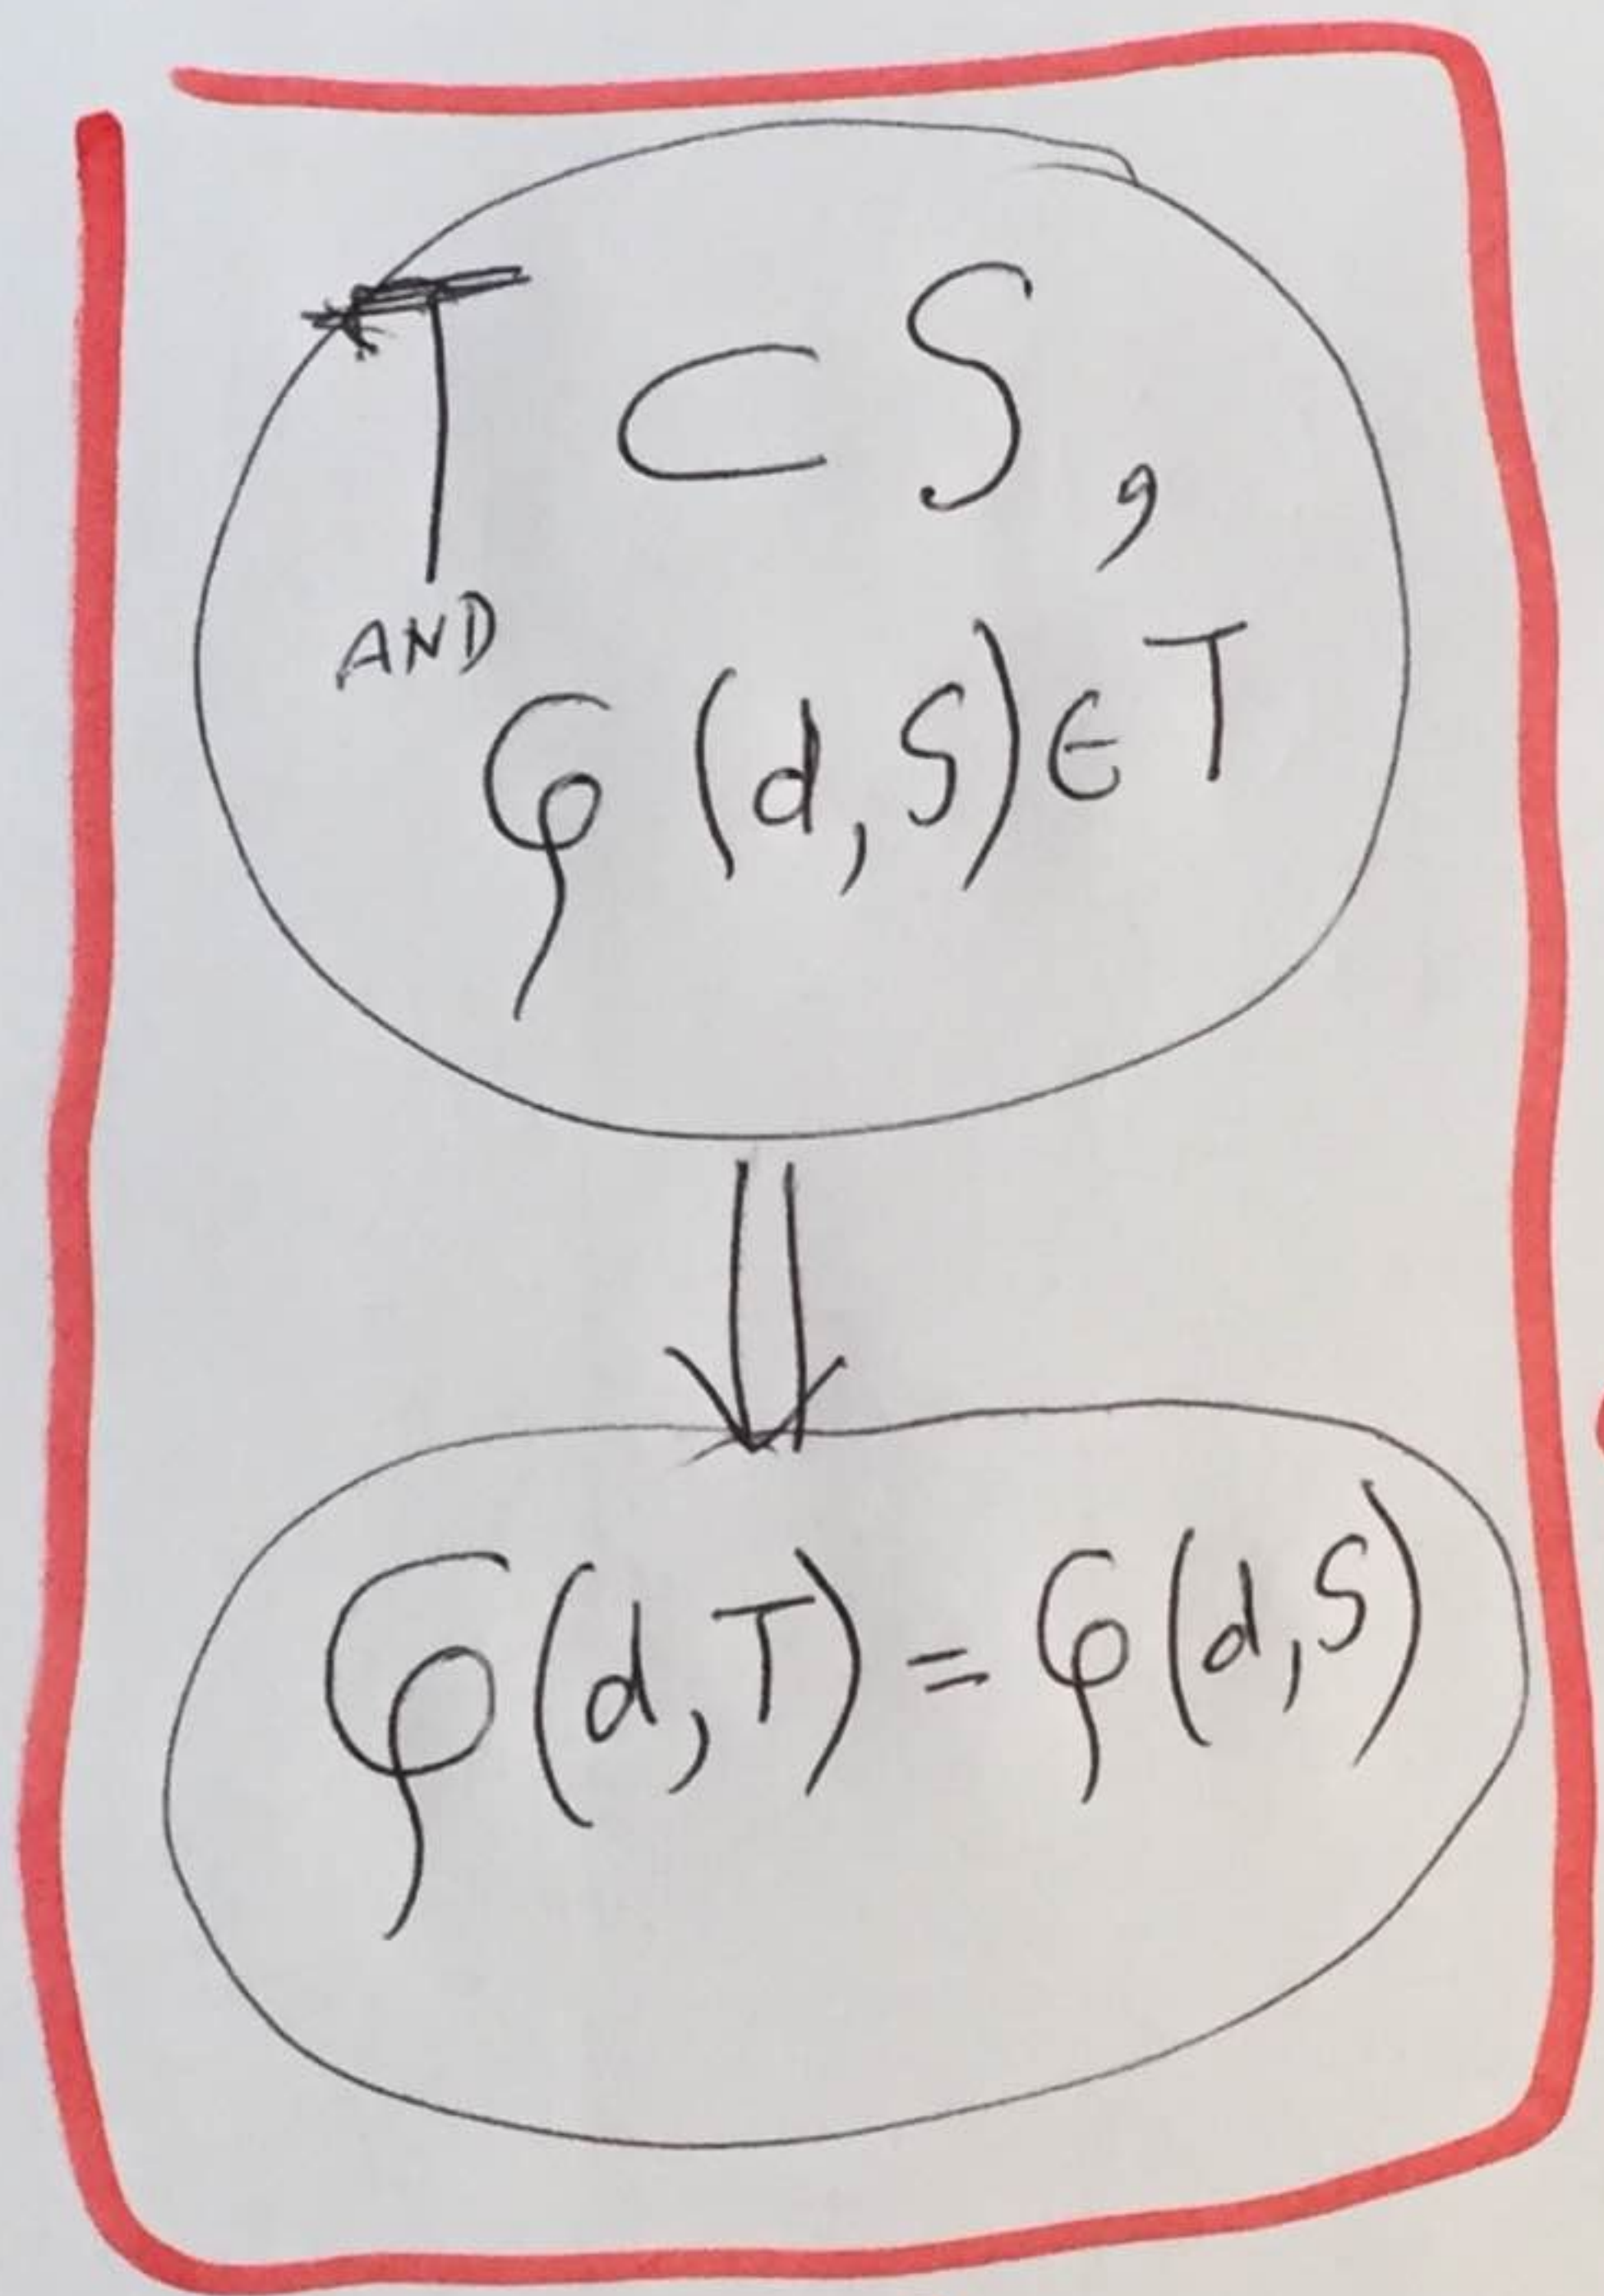 T ⊂ S,
AND
φ (d, S) ∈ T
⇓
φ(d, T) = φ(d, S)